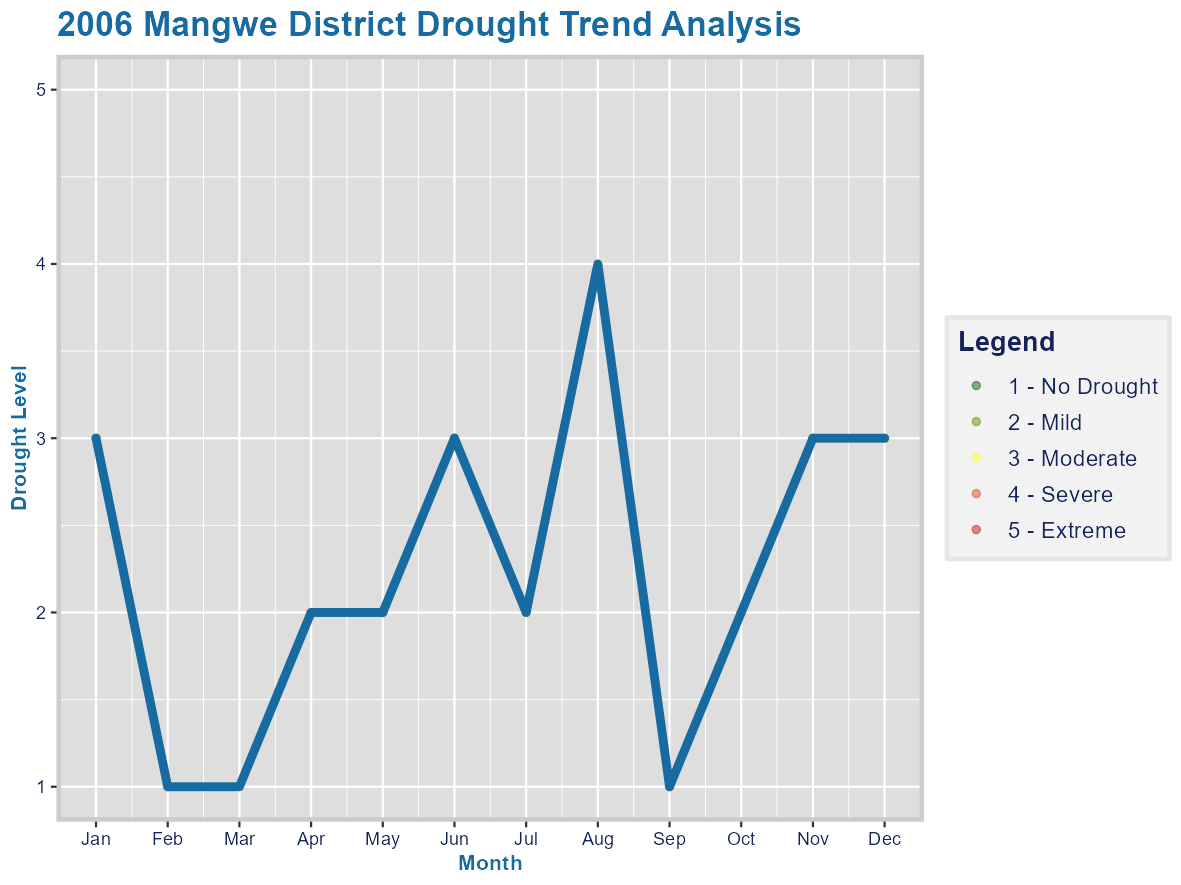 2006 Mangwe District Drought Trend Analysis
Drought Level
5
4
3
2
1
Jan Feb Mar Apr May Jun Jul Aug Sep Oct Nov Dec
Month
Legend
1 - No Drought
2 - Mild
3 - Moderate
4 - Severe
5 - Extreme